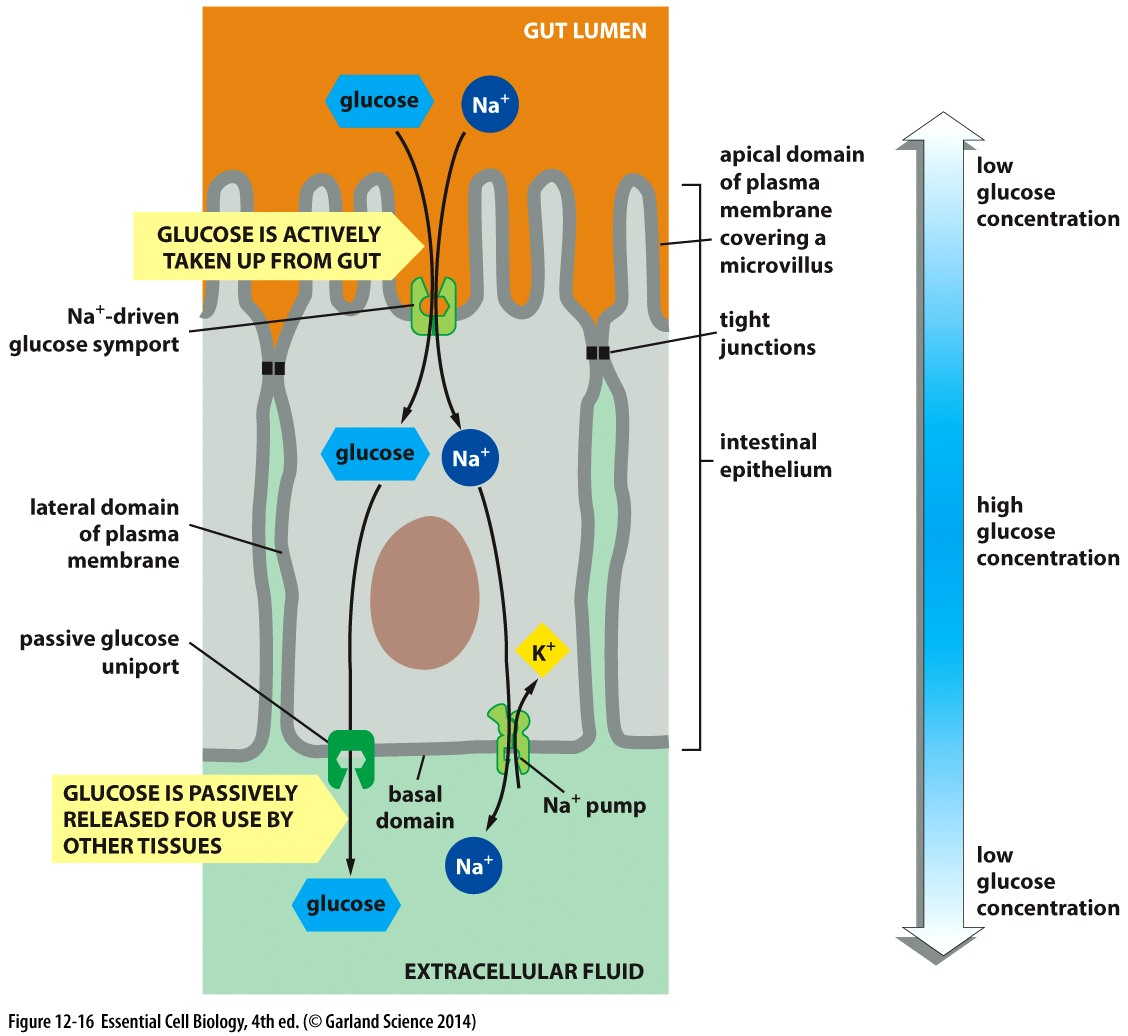 GUT LUMEN
glucose
Na+
apical domain
of plasma
membrane
covering a
microvillus
low
glucose
concentration
GLUCOSE IS ACTIVELY
TAKEN UP FROM GUT
Na+-driven
glucose symport
tight
junctions
glucose
Na+
intestinal
epithelium
lateral domain
of plasma
membrane
high
glucose
concentration
passive glucose
uniport
K+
GLUCOSE IS PASSIVELY
RELEASED FOR USE BY
OTHER TISSUES
basal
domain
Na+ pump
Na+
glucose
low
glucose
concentration
EXTRACELLULAR FLUID
Figure 12-16 Essential Cell Biology, 4th ed. (© Garland Science 2014)